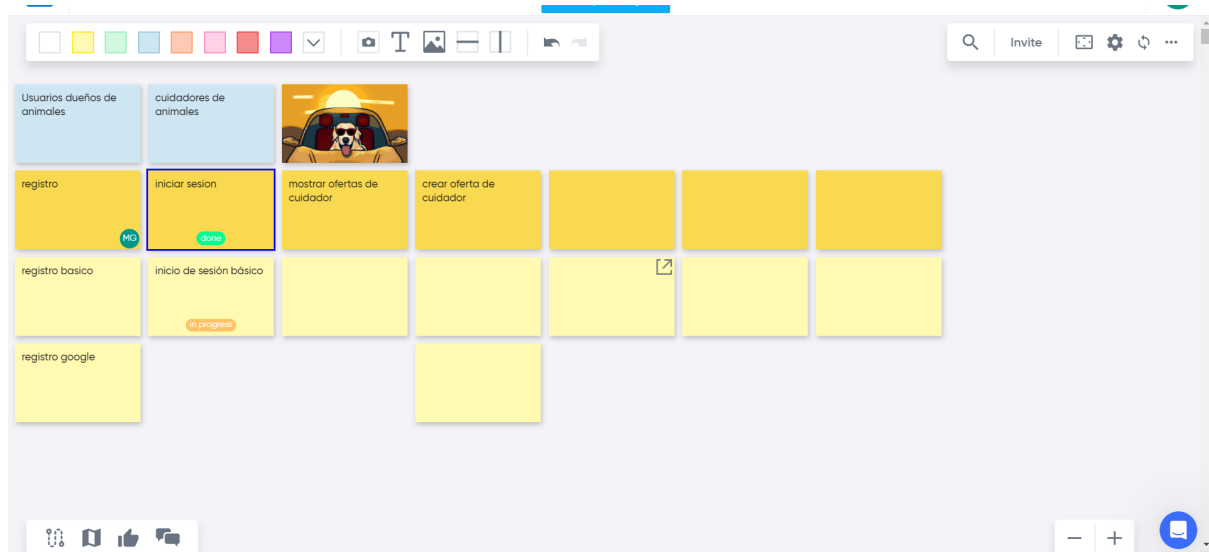 Invite
Usuarios dueños de
animales
cuidadores de
animales
registro
MG
iniciar sesion
done
mostrar ofertas de
cuidador
crear oferta de
cuidador
registro basico
inicio de sesión básico
in progress
registro google